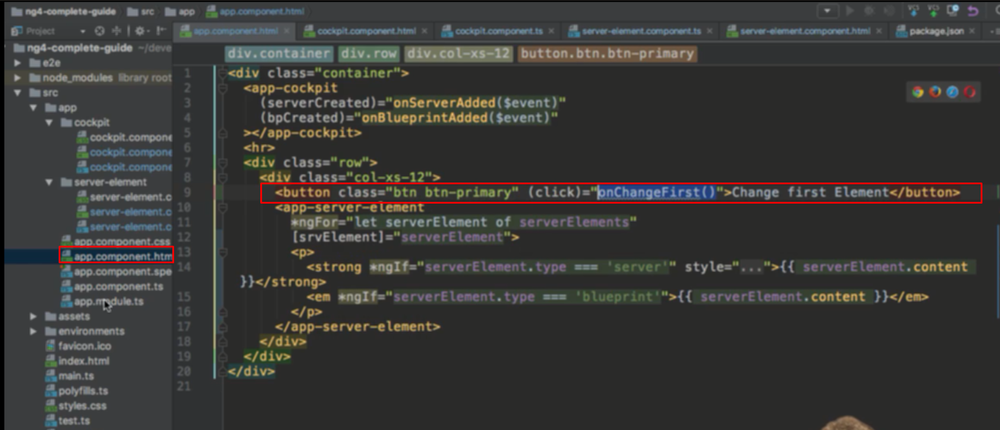 ng4-complete-guide src app app.component.html
Project
app.component.html cockpit.component.html cockpit.component.ts server-element.component.ts server-element.component.html package.json
ng4-complete-guide ~/deve
e2e
node_modules library root
src
app
cockpit
cockpit.compone
cockpit.compone
cockpit.compone
server-element
server-element.c
server-element.c
server-element.c
app.component.css
app.component.htm
app.component.spe
app.component.ts
app.module.ts
assets
environments
favicon.ico
index.html
main.ts
polyfills.ts
styles.css
test.ts
VCS VCS
div.container div.row div.col-xs-12 button.btn.btn-primary
1 <div class="container">
2 <app-cockpit
3 (serverCreated)="onServerAdded($event)"
4 (bpCreated)="onBlueprintAdded($event)"
5 ></app-cockpit>
6 <hr>
7 <div class="row">
8 <div class="col-xs-12">
9 <button class="btn btn-primary" (click)="onChangeFirst()">Change first Element</button>
10 <app-server-element
11 *ngFor="let serverElement of serverElements"
12 [srvElement]="serverElement">
13 <p>
14 <strong *ngIf="serverElement.type === 'server'" style="...">{{ serverElement.content
}}</strong>
15 <em *ngIf="serverElement.type === 'blueprint'">{{ serverElement.content }}</em>
16 </p>
17 </app-server-element>
18 </div>
19 </div>
20 </div>
21